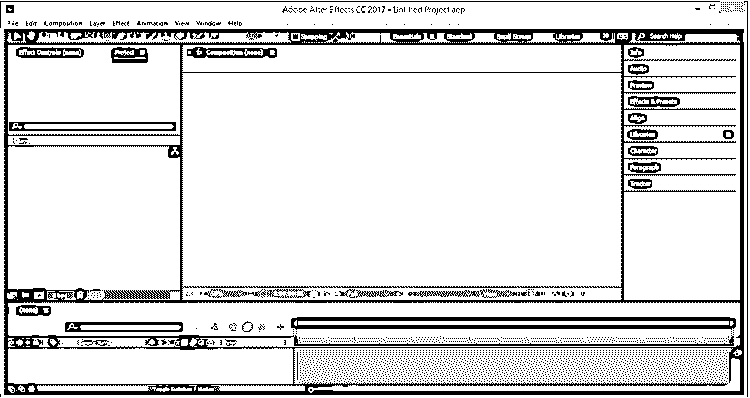 Adobe After Effects CC 2017 - Untitled Project.aep
File Edit Composition Layer Effect Animation View Window Help
Snapping Essentials Standard Small Screen Libraries Search Help
Effect Controls (none) Project Composition (none) Info
Audio
Preview
Effects & Presets
Align
Libraries
Character
Paragraph
Tracker
(none)
Toggle Switches / Modes